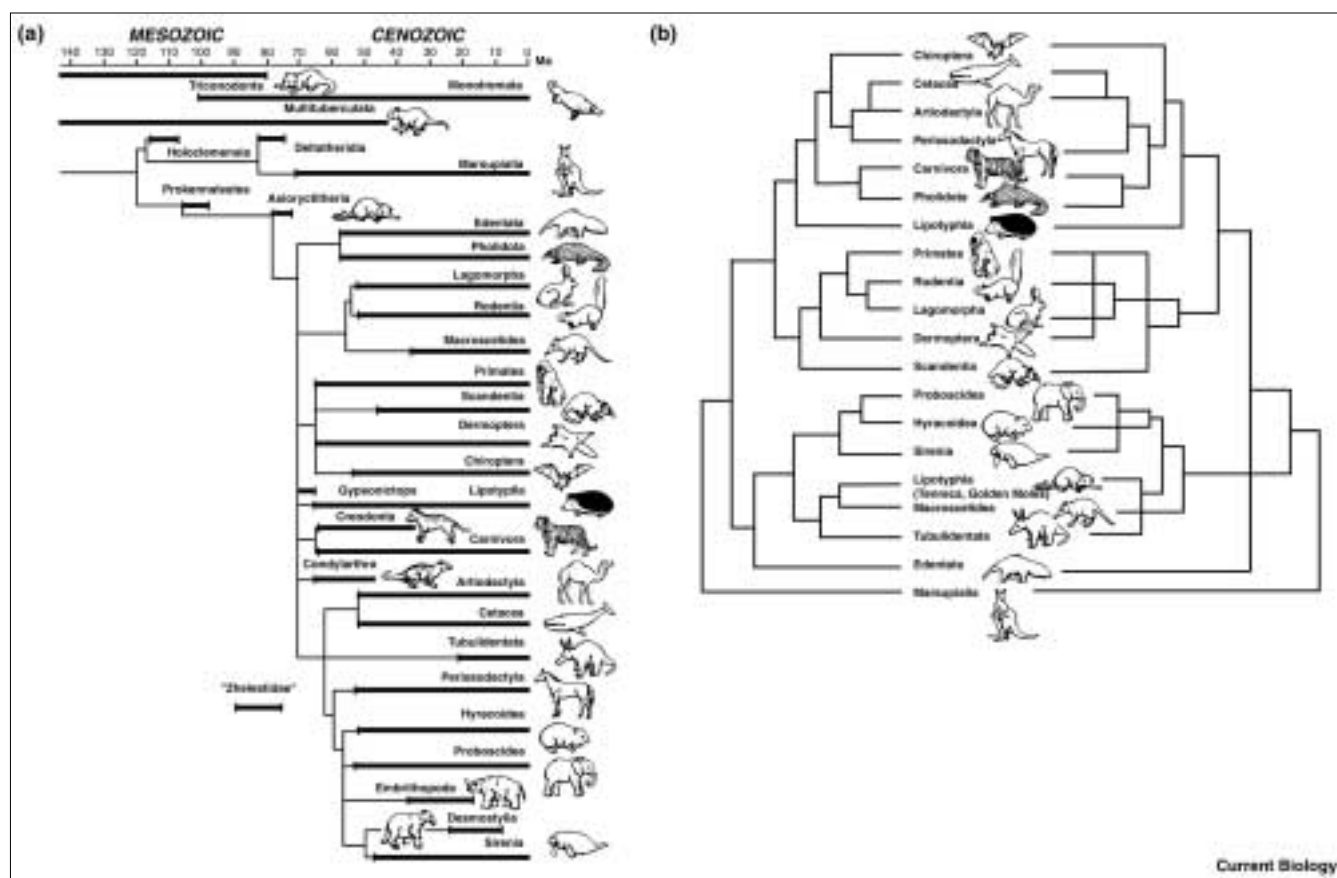 (a)
MESOZOIC CENOZOIC
140 120 100 90 80 70 60 50 40 30 20 10 0 Ma
Triconodonta
Monotremata
Multituberculata
Holoclemensia
Deltatheridia
Marsupialia
Prokennalestes
Asioryctitheria
Edentata
Pholidota
Lagomorpha
Rodentia
Macroscelidea
Primates
Scandentia
Dermoptera
Chiroptera
Gypsonictops Lipotyphla
Creodonta
Carnivora
Condylarthra
Artiodactyla
Cetacea
Tubulidentata
Perissodactyla
"Zhelestidae"
Hyracoidea
Proboscidea
Embrithopoda
Desmostylia
Sirenia
(b)
Chiroptera
Cetacea
Artiodactyla
Perissodactyla
Carnivora
Pholidota
Lipotyphla
Primates
Rodentia
Lagomorpha
Dermoptera
Scandentia
Proboscidea
Hyracoidea
Sirenia
Lipotyphla
(Tenrecs, Golden Moles)
Macroscelidea
Tubulidentata
Edentata
Marsupialia
Current Biology